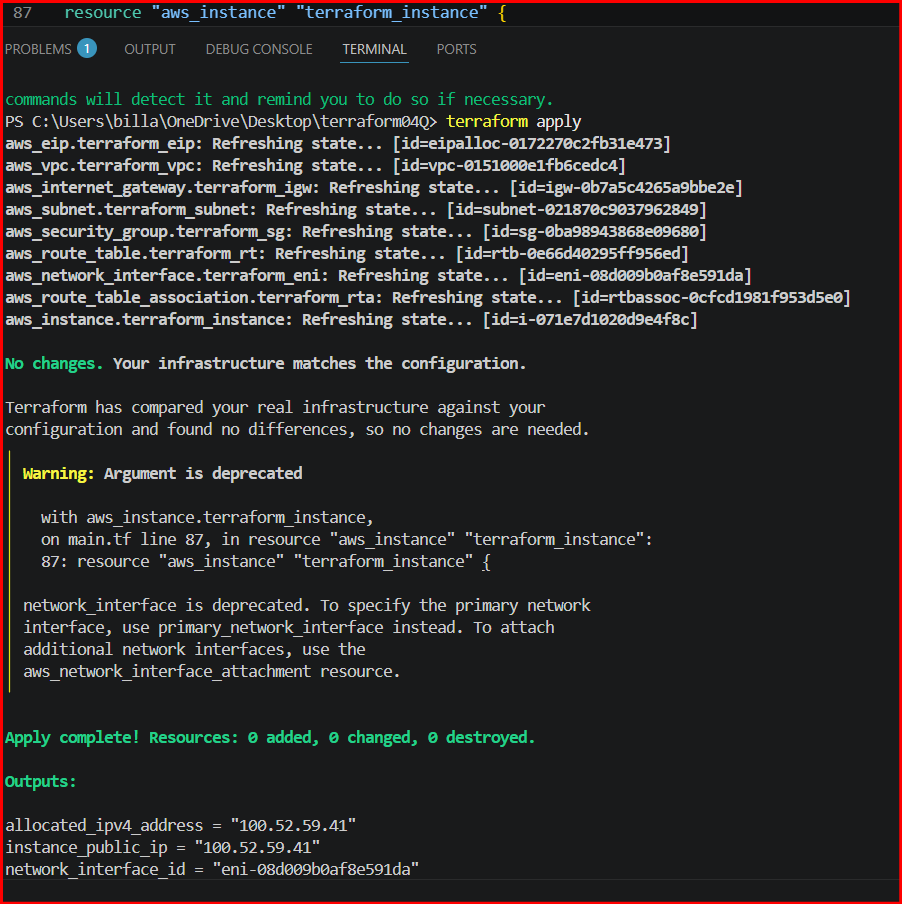 87 resource "aws_instance" "terraform_instance" {
PROBLEMS 1 OUTPUT DEBUG CONSOLE TERMINAL PORTS
commands will detect it and remind you to do so if necessary.
PS C:\Users\billa\OneDrive\Desktop\terraform04Q> terraform apply
aws_eip.terraform_eip: Refreshing state... [id=eipalloc-0172270c2fb31e473]
aws_vpc.terraform_vpc: Refreshing state... [id=vpc-0151000e1fb6cedc4]
aws_internet_gateway.terraform_igw: Refreshing state... [id=igw-0b7a5c4265a9bbe2e]
aws_subnet.terraform_subnet: Refreshing state... [id=subnet-021870c9037962849]
aws_security_group.terraform_sg: Refreshing state... [id=sg-0ba98943868e09680]
aws_route_table.terraform_rt: Refreshing state... [id=rtb-0e66d40295ff956ed]
aws_network_interface.terraform_eni: Refreshing state... [id=eni-08d009b0af8e591da]
aws_route_table_association.terraform_rta: Refreshing state... [id=rtbassoc-0cfcd1981f953d5e0]
aws_instance.terraform_instance: Refreshing state... [id=i-071e7d1020d9e4f8c]
No changes. Your infrastructure matches the configuration.
Terraform has compared your real infrastructure against your
configuration and found no differences, so no changes are needed.
Warning: Argument is deprecated
with aws_instance.terraform_instance,
on main.tf line 87, in resource "aws_instance" "terraform_instance":
87: resource "aws_instance" "terraform_instance" {
network_interface is deprecated. To specify the primary network
interface, use primary_network_interface instead. To attach
additional network interfaces, use the
aws_network_interface_attachment resource.
Apply complete! Resources: 0 added, 0 changed, 0 destroyed.
Outputs:
allocated_ipv4_address = "100.52.59.41"
instance_public_ip = "100.52.59.41"
network_interface_id = "eni-08d009b0af8e591da"